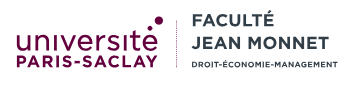 université
PARIS-SACLAY
FACULTÉ
JEAN MONNET
DROIT-ÉCONOMIE-MANAGEMENT